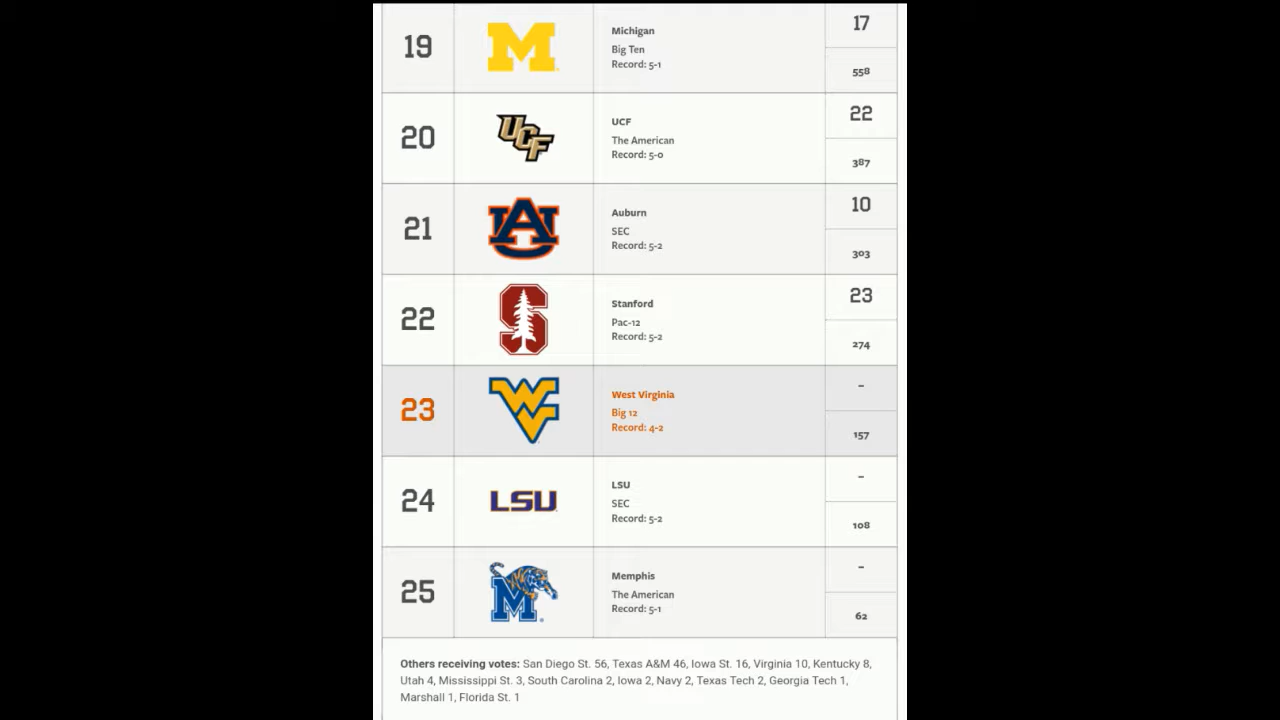 19
M
Michigan
Big Ten
Record: 5-1
17
558
20
UCF
UCF
The American
Record: 5-0
22
387
21
AU
Auburn
SEC
Record: 5-2
10
303
22
S
Stanford
Pac-12
Record: 5-2
23
274
23
WV
West Virginia
Big 12
Record: 4-2
-
157
24
LSU
LSU
SEC
Record: 5-2
-
108
25
M
Memphis
The American
Record: 5-1
-
62
Others receiving votes: San Diego St. 56, Texas A&M 46, Iowa St. 16, Virginia 10, Kentucky 8,
Utah 4, Mississippi St. 3, South Carolina 2, Iowa 2, Navy 2, Texas Tech 2, Georgia Tech 1,
Marshall 1, Florida St. 1